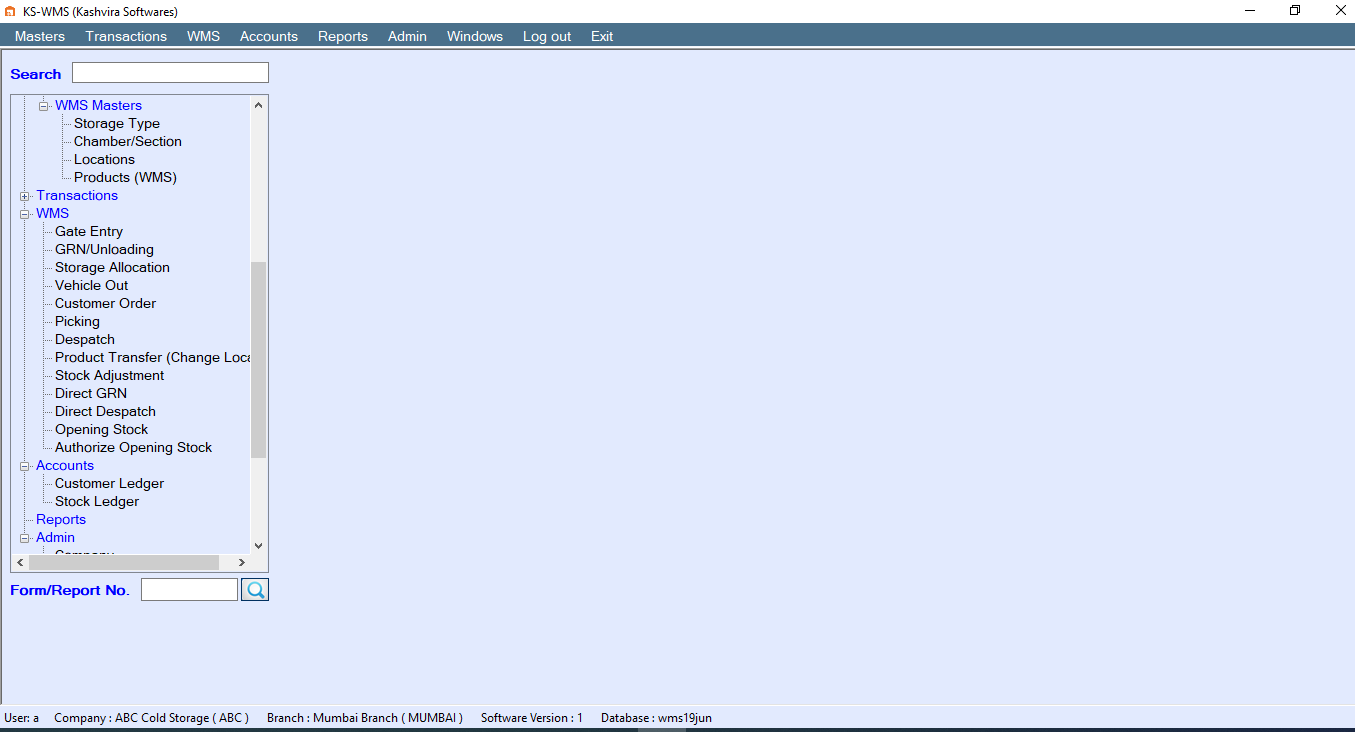 KS-WMS (Kashvira Softwares)
Masters Transactions WMS Accounts Reports Admin Windows Log out Exit
Search
WMS Masters
Storage Type
Chamber/Section
Locations
Products (WMS)
Transactions
WMS
Gate Entry
GRN/Unloading
Storage Allocation
Vehicle Out
Customer Order
Picking
Despatch
Product Transfer (Change Loca
Stock Adjustment
Direct GRN
Direct Despatch
Opening Stock
Authorize Opening Stock
Accounts
Customer Ledger
Stock Ledger
Reports
Admin
Company
Form/Report No.
User: a Company : ABC Cold Storage ( ABC ) Branch : Mumbai Branch ( MUMBAI ) Software Version : 1 Database : wms19jun